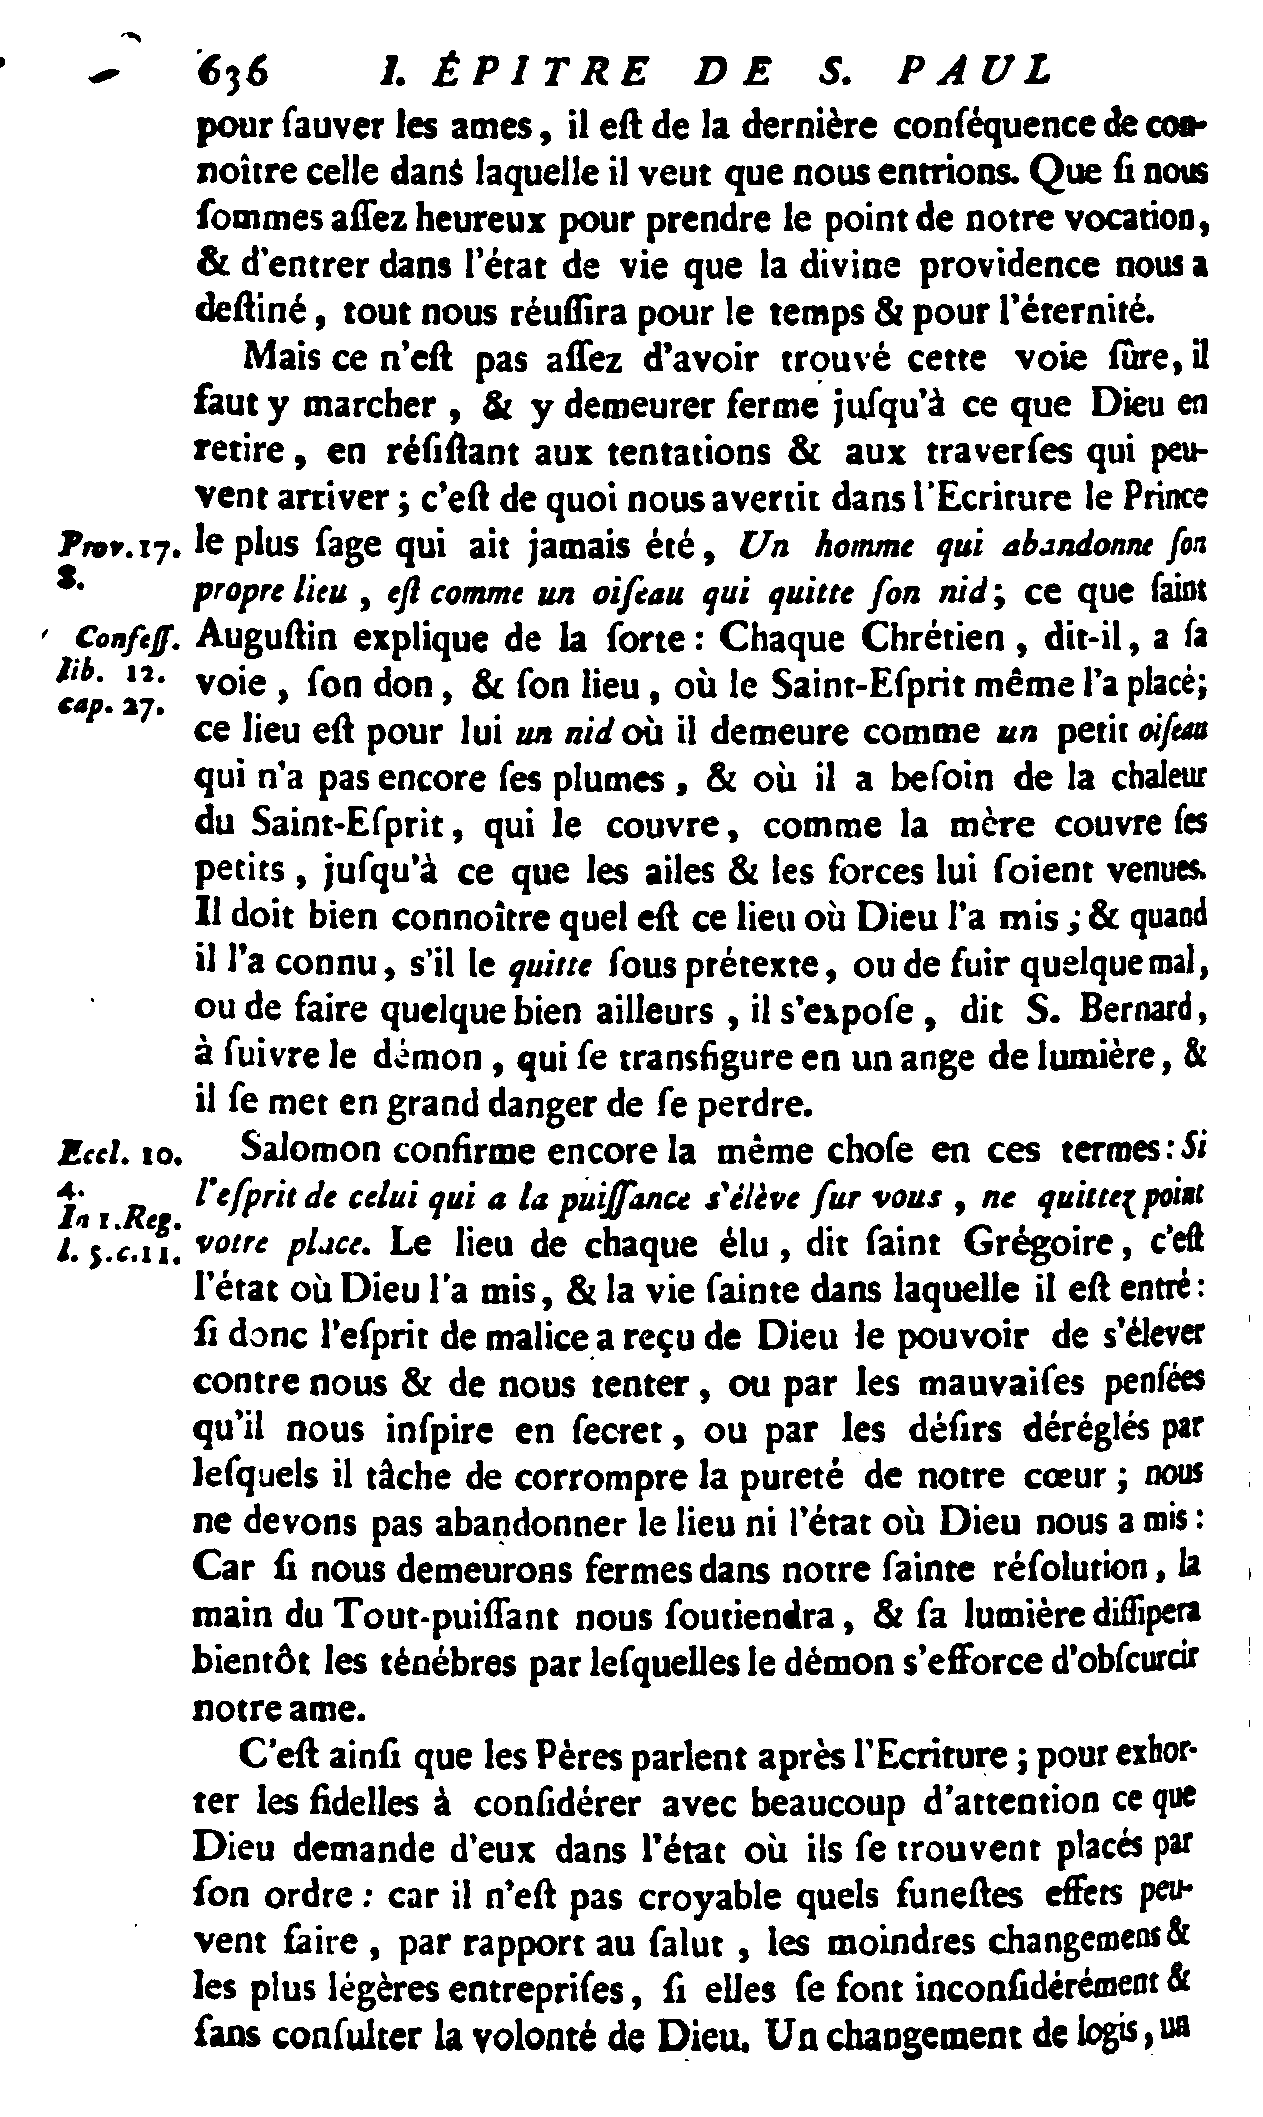 636 I. ÉPITRE DE S. PAUL
pour ſauver les ames, il eſt de la dernière conſéquence de con-
noître celle dans laquelle il veut que nous entrions. Que ſi nous
ſommes aſſez heureux pour prendre le point de notre vocation,
& d'entrer dans l'état de vie que la divine providence nous a
deſtiné, tout nous réuſſira pour le temps & pour l'éternité.
Mais ce n'eſt pas aſſez d'avoir trouvé cette voie ſûre, il
faut y marcher, & y demeurer ferme juſqu'à ce que Dieu en
retire, en réſiſtant aux tentations & aux traverſes qui peu-
vent arriver; c'eſt de quoi nous avertit dans l'Ecriture le Prince
Prov. 17. le plus ſage qui ait jamais été, Un homme qui abandonne ſon
8. propre lieu, eſt comme un oiſeau qui quitte ſon nid; ce que ſaint
Confeſſ. Auguſtin explique de la ſorte: Chaque Chrétien, dit-il, a ſa
lib. 12. voie, ſon don, & ſon lieu, où le Saint-Eſprit même l'a placé;
cap. 27.
ce lieu eſt pour lui un nid où il demeure comme un petit oiſeau
qui n'a pas encore ſes plumes, & où il a beſoin de la chaleur
du Saint-Eſprit, qui le couvre, comme la mère couvre ſes
petits, juſqu'à ce que les ailes & les forces lui ſoient venues.
Il doit bien connoître quel eſt ce lieu où Dieu l'a mis; & quand
il l'a connu, s'il le quitte ſous prétexte, ou de fuir quelque mal,
ou de faire quelque bien ailleurs, il s'expoſe, dit S. Bernard,
à ſuivre le démon, qui ſe transfigure en un ange de lumière, &
il ſe met en grand danger de ſe perdre.
Eccl. 10. Salomon confirme encore la même choſe en ces termes: Si
4. l'eſprit de celui qui a la puiſſance s'élève ſur vous, ne quittez point
In 1. Reg.
l. 5. c. 11. votre place. Le lieu de chaque élu, dit ſaint Grégoire, c'eſt
l'état où Dieu l'a mis, & la vie ſainte dans laquelle il eſt entré:
ſi donc l'eſprit de malice a reçu de Dieu le pouvoir de s'élever
contre nous & de nous tenter, ou par les mauvaiſes penſées
qu'il nous inſpire en ſecret, ou par les déſirs déréglés par
leſquels il tâche de corrompre la pureté de notre cœur; nous
ne devons pas abandonner le lieu ni l'état où Dieu nous a mis:
Car ſi nous demeurons fermes dans notre ſainte réſolution, la
main du Tout-puiſſant nous ſoutiendra, & ſa lumière diſſipera
bientôt les ténébres par leſquelles le démon s'efforce d'obſcurcir
notre ame.
C'eſt ainſi que les Pères parlent après l'Ecriture; pour exhor-
ter les fidelles à conſidérer avec beaucoup d'attention ce que
Dieu demande d'eux dans l'état où ils ſe trouvent placés par
ſon ordre: car il n'eſt pas croyable quels funeſtes effets peu-
vent faire, par rapport au ſalut, les moindres changemens &
les plus légères entrepriſes, ſi elles ſe font inconſidérément &
ſans conſulter la volonté de Dieu. Un changement de logis, un